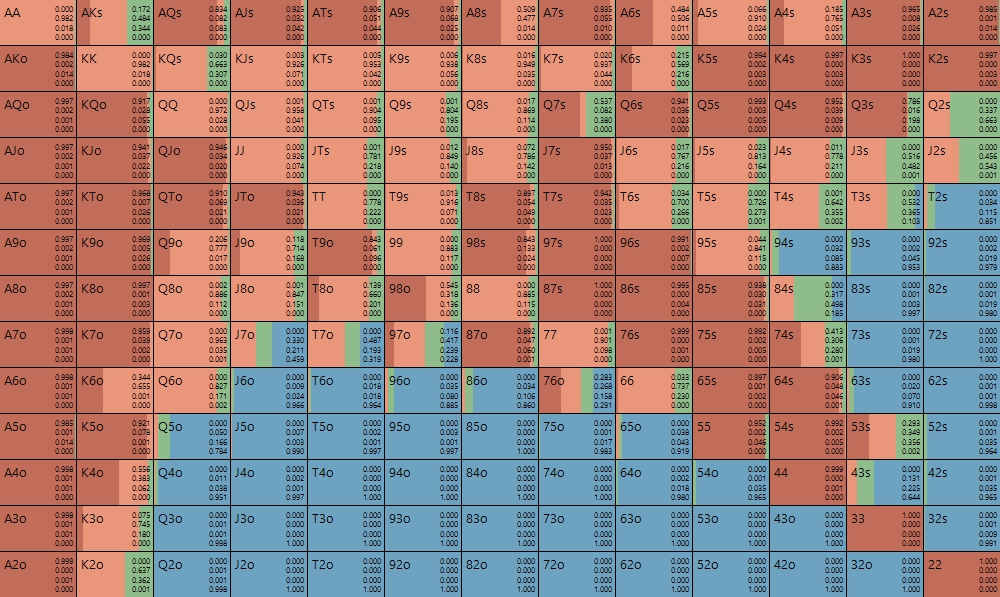 AA 0.000 AKs 0.172 AQs 0.834 AJs 0.925 ATs 0.906 A9s 0.907 A8s 0.509 A7s 0.935 A6s 0.484 A5s 0.066 A4s 0.185 A3s 0.965 A2s 0.985
0.982 0.484 0.082 0.032 0.051 0.068 0.477 0.055 0.506 0.910 0.765 0.008 0.001
0.018 0.344 0.083 0.042 0.044 0.025 0.014 0.010 0.011 0.024 0.051 0.026 0.014
0.000 0.000 0.000 0.000 0.000 0.000 0.000 0.000 0.000 0.000 0.000 0.000 0.000
AKo 0.984 KK 0.000 KQs 0.030 KJs 0.003 KTs 0.005 K9s 0.006 K8s 0.016 K7s 0.020 K6s 0.215 K5s 0.994 K4s 0.997 K3s 1.000 K2s 0.997
0.002 0.982 0.663 0.926 0.953 0.938 0.949 0.937 0.569 0.002 0.000 0.000 0.000
0.014 0.018 0.307 0.071 0.042 0.056 0.035 0.044 0.216 0.003 0.003 0.000 0.003
0.000 0.000 0.000 0.000 0.000 0.000 0.000 0.000 0.000 0.000 0.000 0.000 0.000
AQo 0.997 KQo 0.917 QQ 0.000 QJs 0.001 QTs 0.001 Q9s 0.001 Q8s 0.017 Q7s 0.537 Q6s 0.941 Q5s 0.993 Q4s 0.952 Q3s 0.786 Q2s 0.000
0.002 0.028 0.972 0.958 0.904 0.804 0.869 0.082 0.036 0.003 0.039 0.016 0.337
0.001 0.055 0.028 0.041 0.095 0.195 0.114 0.380 0.023 0.005 0.009 0.198 0.663
0.000 0.000 0.000 0.000 0.000 0.000 0.000 0.000 0.000 0.000 0.000 0.000 0.000
AJo 0.997 KJo 0.941 QJo 0.946 JJ 0.000 JTs 0.001 J9s 0.012 J8s 0.072 J7s 0.950 J6s 0.017 J5s 0.023 J4s 0.011 J3s 0.000 J2s 0.000
0.002 0.037 0.034 0.926 0.781 0.849 0.786 0.037 0.767 0.813 0.778 0.516 0.456
0.001 0.022 0.020 0.074 0.218 0.140 0.142 0.013 0.216 0.164 0.211 0.482 0.543
0.000 0.000 0.000 0.000 0.000 0.000 0.000 0.000 0.000 0.000 0.000 0.001 0.001
ATo 0.997 KTo 0.968 QTo 0.910 JTo 0.943 TT 0.000 T9s 0.013 T8s 0.897 T7s 0.942 T6s 0.034 T5s 0.000 T4s 0.001 T3s 0.000 T2s 0.000
0.002 0.007 0.069 0.036 0.778 0.916 0.054 0.035 0.700 0.726 0.642 0.532 0.034
0.001 0.026 0.021 0.021 0.222 0.071 0.049 0.023 0.266 0.273 0.355 0.365 0.115
0.000 0.000 0.000 0.000 0.000 0.000 0.000 0.000 0.000 0.001 0.002 0.103 0.851
A9o 0.997 K9o 0.969 Q9o 0.206 J9o 0.118 T9o 0.843 99 0.000 98s 0.843 97s 1.000 96s 0.991 95s 0.044 94s 0.000 93s 0.000 92s 0.000
0.002 0.005 0.777 0.714 0.061 0.883 0.133 0.000 0.002 0.841 0.032 0.002 0.002
0.001 0.026 0.017 0.168 0.096 0.117 0.024 0.000 0.007 0.115 0.085 0.045 0.019
0.000 0.000 0.000 0.000 0.000 0.000 0.000 0.000 0.000 0.000 0.883 0.953 0.979
A8o 0.997 K8o 0.997 Q8o 0.002 J8o 0.001 T8o 0.139 98o 0.545 88 0.000 87s 1.000 86s 0.995 85s 0.938 84s 0.000 83s 0.000 82s 0.000
0.002 0.001 0.886 0.847 0.660 0.318 0.885 0.000 0.001 0.030 0.317 0.001 0.001
0.001 0.003 0.112 0.151 0.201 0.136 0.115 0.000 0.004 0.031 0.498 0.003 0.019
0.000 0.000 0.000 0.000 0.000 0.000 0.000 0.000 0.000 0.000 0.185 0.997 0.980
A7o 0.998 K7o 0.959 Q7o 0.000 J7o 0.000 T7o 0.000 97o 0.116 87o 0.892 77 0.001 76s 0.999 75s 0.992 74s 0.413 73s 0.000 72s 0.000
0.001 0.002 0.963 0.330 0.487 0.417 0.047 0.901 0.001 0.002 0.306 0.001 0.000
0.001 0.039 0.035 0.211 0.193 0.239 0.060 0.098 0.000 0.005 0.280 0.019 0.000
0.000 0.000 0.001 0.459 0.319 0.228 0.001 0.000 0.000 0.000 0.001 0.980 1.000
A6o 0.998 K6o 0.344 Q6o 0.000 J6o 0.000 T6o 0.000 96o 0.000 86o 0.000 76o 0.283 66 0.033 65s 0.997 64s 0.906 63s 0.000 62s 0.000
0.001 0.655 0.827 0.009 0.018 0.035 0.034 0.268 0.737 0.001 0.046 0.020 0.001
0.001 0.001 0.171 0.024 0.018 0.080 0.106 0.158 0.230 0.002 0.048 0.070 0.001
0.000 0.000 0.002 0.966 0.964 0.885 0.860 0.291 0.000 0.000 0.001 0.910 0.998
A5o 0.985 K5o 0.921 Q5o 0.000 J5o 0.000 T5o 0.000 95o 0.000 85o 0.000 75o 0.000 65o 0.000 55 0.952 54s 0.992 53s 0.293 52s 0.000
0.001 0.078 0.050 0.007 0.002 0.003 0.001 0.001 0.038 0.002 0.002 0.349 0.001
0.014 0.001 0.166 0.003 0.001 0.001 0.000 0.017 0.043 0.046 0.005 0.356 0.035
0.000 0.000 0.784 0.990 0.997 0.997 1.000 0.983 0.919 0.000 0.000 0.002 0.964
A4o 0.998 K4o 0.556 Q4o 0.000 J4o 0.000 T4o 0.000 94o 0.000 84o 0.000 74o 0.000 64o 0.000 54o 0.000 44 0.999 43s 0.000 42s 0.000
0.001 0.383 0.011 0.002 0.000 0.000 0.000 0.000 0.002 0.001 0.001 0.131 0.001
0.001 0.062 0.038 0.001 0.000 0.000 0.000 0.000 0.018 0.035 0.000 0.225 0.035
0.000 0.000 0.951 0.997 1.000 1.000 1.000 1.000 0.980 0.965 0.000 0.644 0.965
A3o 0.998 K3o 0.075 Q3o 0.000 J3o 0.000 T3o 0.000 93o 0.000 83o 0.000 73o 0.000 63o 0.000 53o 0.000 43o 0.000 33 1.000 32s 0.000
0.001 0.745 0.001 0.000 0.000 0.000 0.000 0.000 0.000 0.000 0.000 0.000 0.000
0.001 0.180 0.001 0.000 0.000 0.000 0.000 0.000 0.000 0.000 0.000 0.000 0.009
0.000 0.000 0.998 1.000 1.000 1.000 1.000 1.000 1.000 1.000 1.000 0.000 0.991
A2o 0.999 K2o 0.000 Q2o 0.000 J2o 0.000 T2o 0.000 92o 0.000 82o 0.000 72o 0.000 62o 0.000 52o 0.000 42o 0.000 32o 0.000 22 1.000
0.000 0.637 0.001 0.000 0.000 0.000 0.000 0.000 0.000 0.000 0.000 0.000 0.000
0.001 0.362 0.001 0.000 0.000 0.000 0.000 0.000 0.000 0.000 0.000 0.000 0.000
0.000 0.001 0.998 1.000 1.000 1.000 1.000 1.000 1.000 1.000 1.000 1.000 0.000